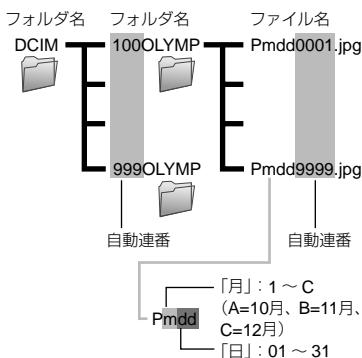 フォルダ名 フォルダ名 ファイル名
DCIM 100OLYMP Pmdd0001.jpg
999OLYMP Pmdd9999.jpg
自動連番 自動連番
「月」：1 ～ C
（A=10月、B=11月、
C=12月）
Pmdd
「日」：01 ～ 31